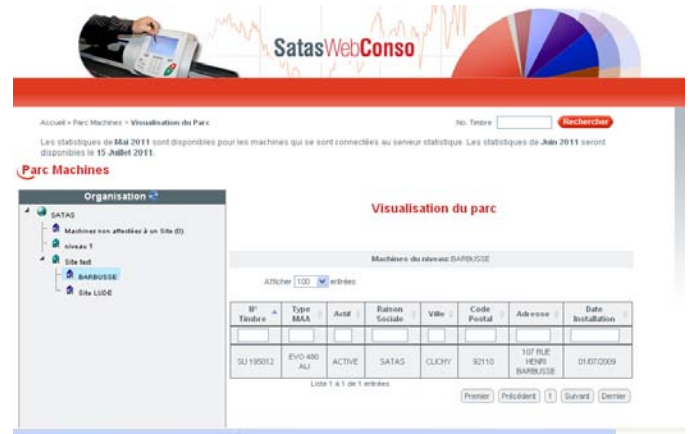 SatasWebConso
Accueil > Parc Machines > Visualisation du Parc
No. Timbre
Rechercher
Les statistiques de Mai 2011 sont disponibles pour les machines qui se sont connectées au serveur statistique. Les statistiques de Juin 2011 seront
disponibles le 15 Juillet 2011.
Parc Machines
Organisation
SATAS
Machines non affectées à un Site (0)
niveau 1
Site test
BARBUSSE
Site LUDE
Visualisation du parc
Machines du niveau: BARBUSSE
Afficher 100 entrées
N° Timbre Type MAA Actif Raison Sociale Ville Code Postal Adresse Date Installation
SU 195012 EVO 480 ALI ACTIVE SATAS CLICHY 92110 107 RUE HENRI BARBUSSE 01/07/2009
Liste 1 à 1 de 1 entrées
Premier Précédent 1 Suivant Dernier